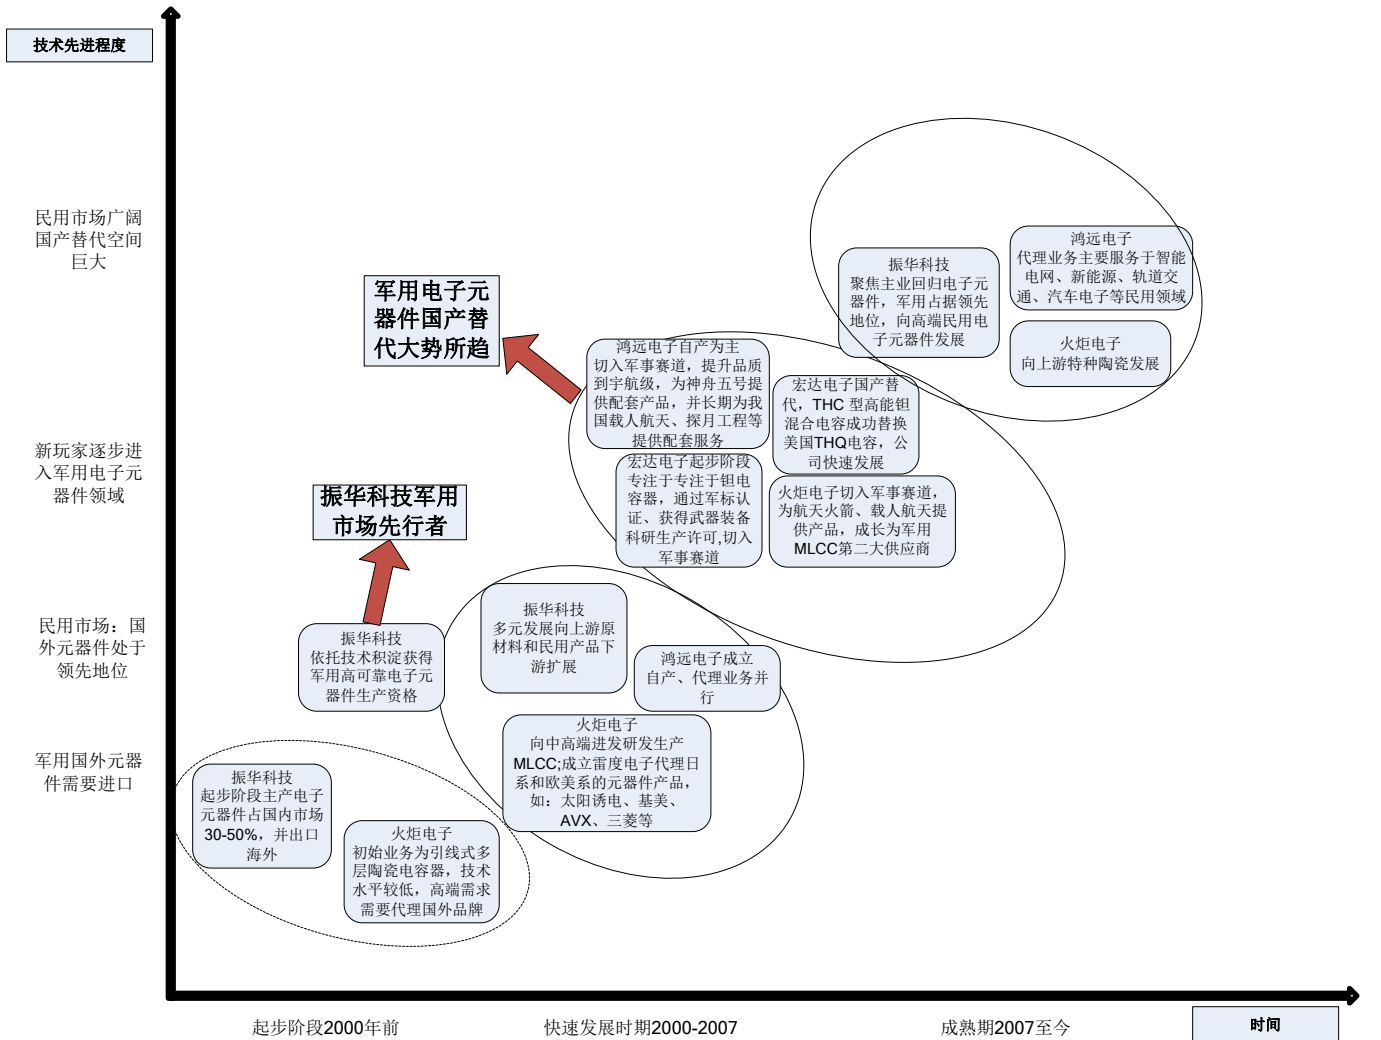 技术先进程度
民用市场广阔
国产替代空间
巨大
新玩家逐步进
入军用电子元
器件领域
民用市场：国
外元器件处于
领先地位
军用国外元器
件需要进口
军用电子元
器件国产替
代大势所趋
振华科技军用
市场先行者
振华科技
依托技术积淀获得
军用高可靠电子元
器件生产资格
振华科技
起步阶段主产电子
元器件占国内市场
30-50%，并出口
海外
火炬电子
初始业务为引线式多
层陶瓷电容器，技术
水平较低，高端需求
需要代理国外品牌
振华科技
多元发展向上游原
材料和民用产品下
游扩展
鸿远电子成立
自产、代理业务并
行
火炬电子
向中高端进发研发生产
MLCC;成立雷度电子代理日
系和欧美系的元器件产品，
如：太阳诱电、基美、
AVX、三菱等
鸿远电子自产为主
切入军事赛道，提升品质
到宇航级，为神舟五号提
供配套产品，并长期为我
国载人航天、探月工程等
提供配套服务
宏达电子国产替
代，THC 型高能钽
混合电容成功替换
美国THQ电容，公
司快速发展
宏达电子起步阶段
专注于专注于钽电
容器，通过军标认
证、获得武器装备
科研生产许可,切入
军事赛道
火炬电子切入军事赛道，
为航天火箭、载人航天提
供产品，成长为军用
MLCC第二大供应商
振华科技
聚焦主业回归电子元
器件，军用占据领先
地位，向高端民用电
子元器件发展
鸿远电子
代理业务主要服务于智能
电网、新能源、轨道交
通、汽车电子等民用领域
火炬电子
向上游特种陶瓷发展
起步阶段2000年前
快速发展时期2000-2007
成熟期2007至今
时间